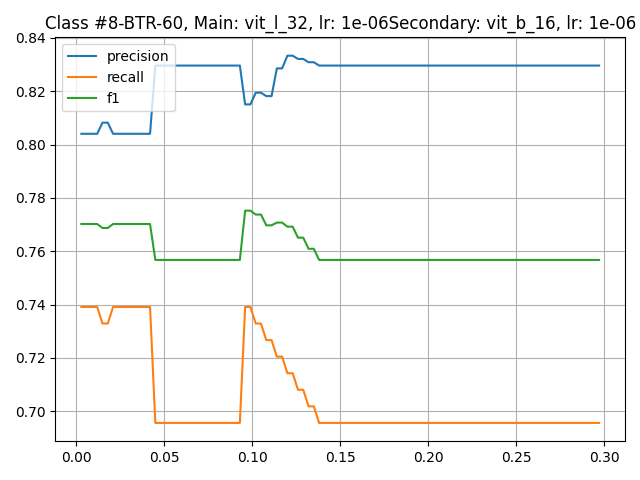 Class #8-BTR-60, Main: vit_l_32, lr: 1e-06Secondary: vit_b_16, lr: 1e-06
0.84
0.82
0.80
0.78
0.76
0.74
0.72
0.70
precision
recall
f1
0.00 0.05 0.10 0.15 0.20 0.25 0.30